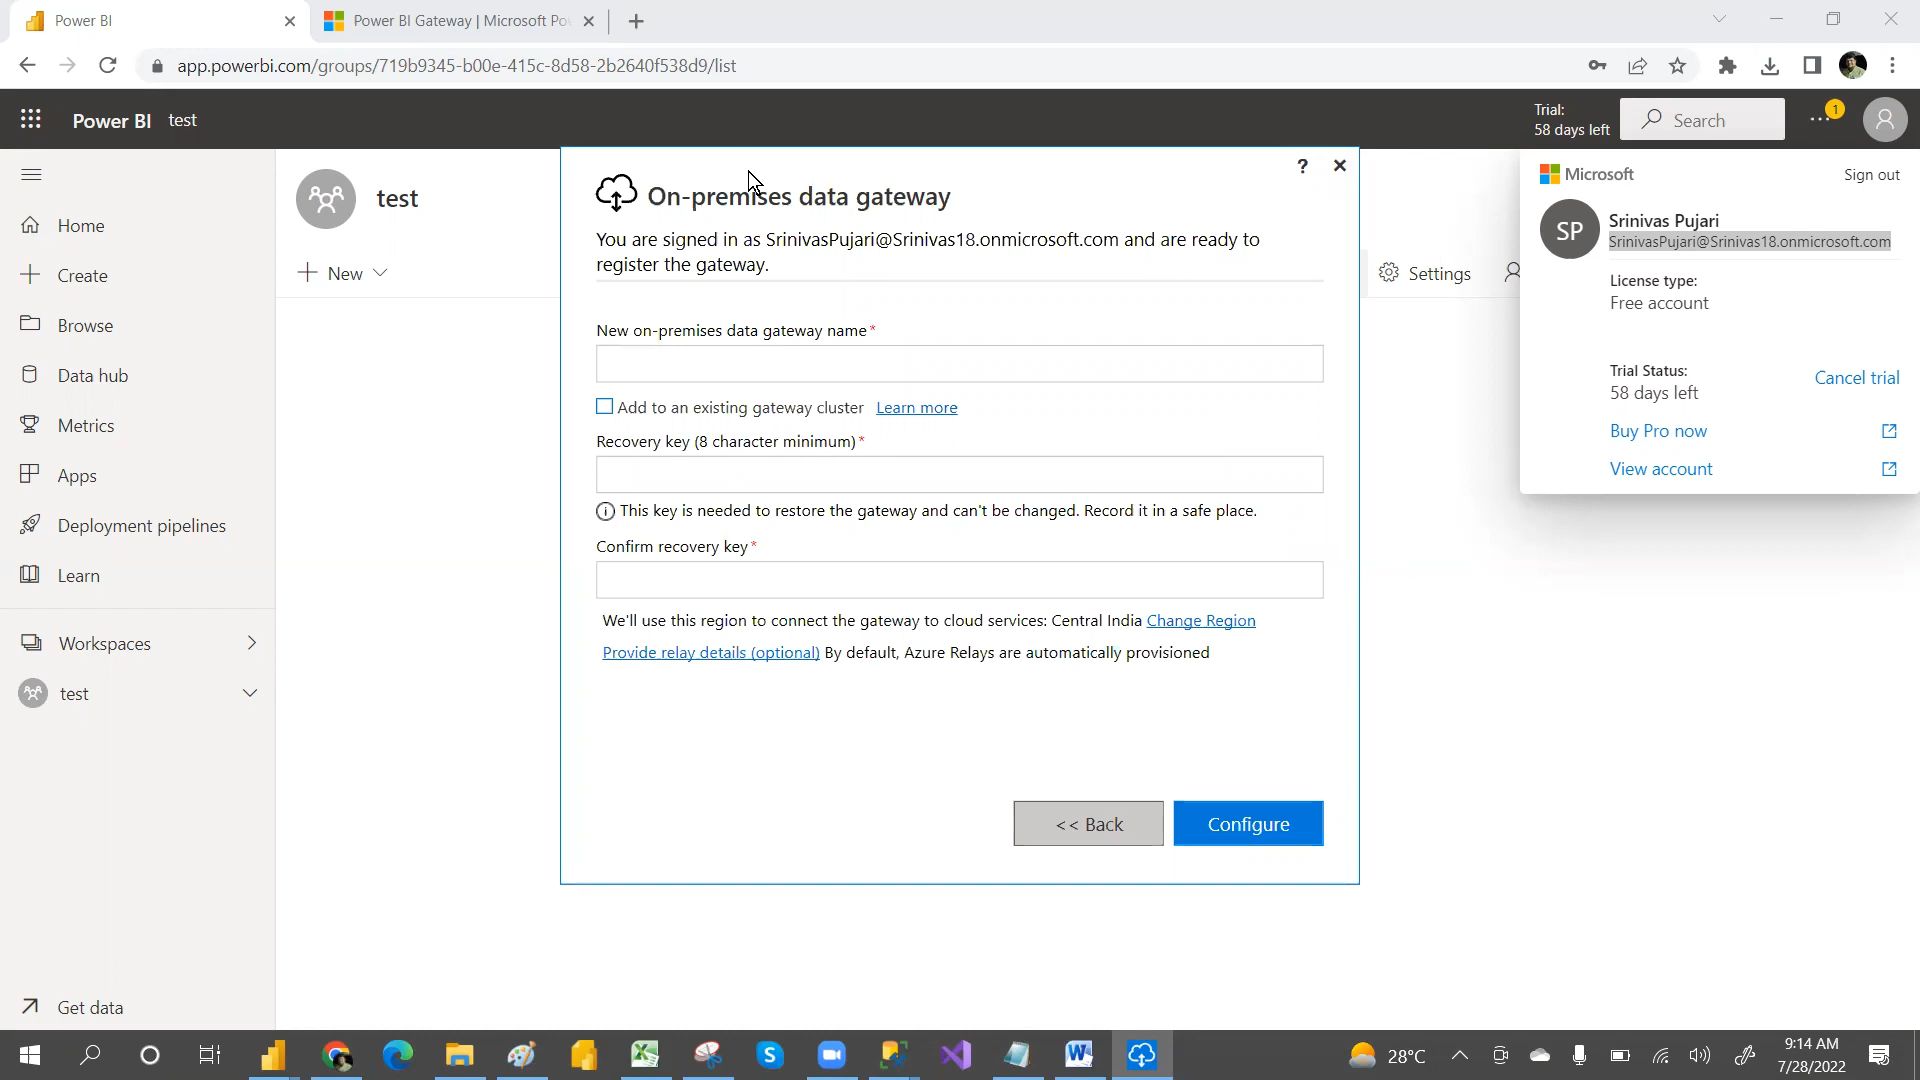 Power BI
Power BI Gateway | Microsoft Po
app.powerbi.com/groups/719b9345-b00e-415c-8d58-2b2640f538d9/list
Power BI test
Trial:
58 days left
Search
1
Home
Create
Browse
Data hub
Metrics
Apps
Deployment pipelines
Learn
Workspaces
test
Get data
test
New
Settings
?
On-premises data gateway
You are signed in as SrinivasPujari@Srinivas18.onmicrosoft.com and are ready to
register the gateway.
New on-premises data gateway name*
Add to an existing gateway cluster Learn more
Recovery key (8 character minimum)*
This key is needed to restore the gateway and can't be changed. Record it in a safe place.
Confirm recovery key*
We'll use this region to connect the gateway to cloud services: Central India Change Region
Provide relay details (optional) By default, Azure Relays are automatically provisioned
<< Back
Configure
Microsoft
Sign out
SP
Srinivas Pujari
SrinivasPujari@Srinivas18.onmicrosoft.com
License type:
Free account
Trial Status:
58 days left
Cancel trial
Buy Pro now
View account
28°C
9:14 AM
7/28/2022